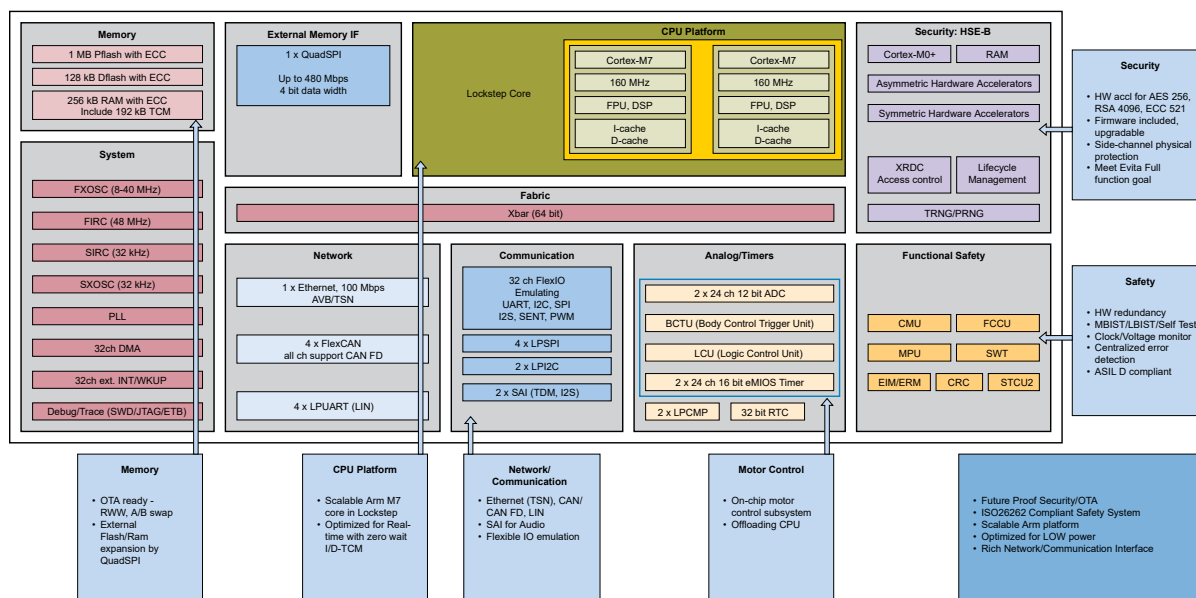 Memory
1 MB Pflash with ECC
128 kB Dflash with ECC
256 kB RAM with ECC
Include 192 kB TCM
System
FXOSC (8-40 MHz)
FIRC (48 MHz)
SIRC (32 kHz)
SXOSC (32 kHz)
PLL
32ch DMA
32ch ext. INT/WKUP
Debug/Trace (SWD/JTAG/ETB)
External Memory IF
1 x QuadSPI
Up to 480 Mbps
4 bit data width
CPU Platform
Lockstep Core
Cortex-M7
160 MHz
FPU, DSP
I-cache
D-cache
Cortex-M7
160 MHz
FPU, DSP
I-cache
D-cache
Fabric
Xbar (64 bit)
Network
1 x Ethernet, 100 Mbps
AVB/TSN
4 x FlexCAN
all ch support CAN FD
4 x LPUART (LIN)
Communication
32 ch FlexIO
Emulating
UART, I2C, SPI
I2S, SENT, PWM
4 x LPSPI
2 x LPI2C
2 x SAI (TDM, I2S)
Analog/Timers
2 x 24 ch 12 bit ADC
BCTU (Body Control Trigger Unit)
LCU (Logic Control Unit)
2 x 24 ch 16 bit eMIOS Timer
2 x LPCMP
32 bit RTC
Security: HSE-B
Cortex-M0+
RAM
Asymmetric Hardware Accelerators
Symmetric Hardware Accelerators
XRDC
Access control
Lifecycle
Management
TRNG/PRNG
Functional Safety
CMU
FCCU
MPU
SWT
EIM/ERM
CRC
STCU2
Security
• HW accl for AES 256,
RSA 4096, ECC 521
• Firmware included,
upgradable
• Side-channel physical
protection
• Meet Evita Full
function goal
Safety
• HW redundancy
• MBIST/LBIST/Self Test
• Clock/Voltage monitor
• Centralized error
detection
• ASIL D compliant
Memory
• OTA ready -
RWW, A/B swap
• External
Flash/Ram
expansion by
QuadSPI
CPU Platform
• Scalable Arm M7
core in Lockstep
• Optimized for Real-
time with zero wait
I/D-TCM
Network/
Communication
• Ethernet (TSN), CAN/
CAN FD, LIN
• SAI for Audio
• Flexible IO emulation
Motor Control
• On-chip motor
control subsystem
• Offloading CPU
• Future Proof Security/OTA
• ISO26262 Compliant Safety System
• Scalable Arm platform
• Optimized for LOW power
• Rich Network/Communication Interface